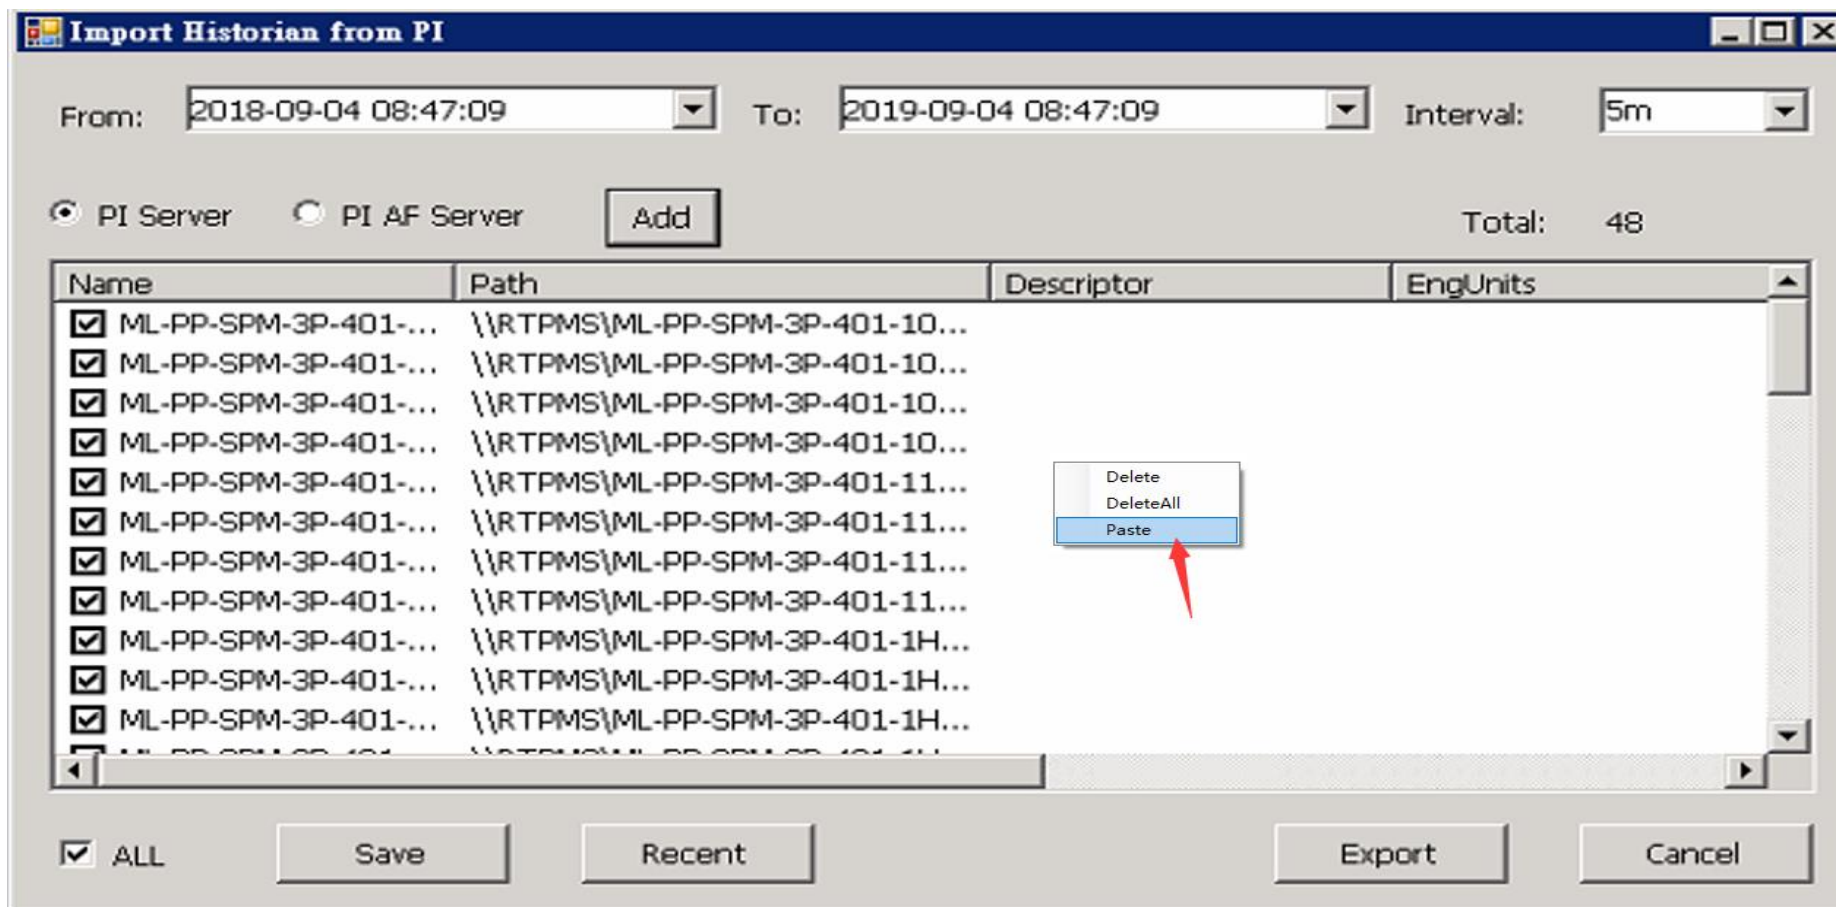 Import Historian from PI
From: 2018-09-04 08:47:09 To: 2019-09-04 08:47:09 Interval: 5m
PI Server PI AF Server Add Total: 48
Name Path Descriptor EngUnits
ML-PP-SPM-3P-401-... \\RTPMS\ML-PP-SPM-3P-401-10...
ML-PP-SPM-3P-401-... \\RTPMS\ML-PP-SPM-3P-401-10...
ML-PP-SPM-3P-401-... \\RTPMS\ML-PP-SPM-3P-401-10...
ML-PP-SPM-3P-401-... \\RTPMS\ML-PP-SPM-3P-401-10...
ML-PP-SPM-3P-401-... \\RTPMS\ML-PP-SPM-3P-401-11...
ML-PP-SPM-3P-401-... \\RTPMS\ML-PP-SPM-3P-401-11...
ML-PP-SPM-3P-401-... \\RTPMS\ML-PP-SPM-3P-401-11...
ML-PP-SPM-3P-401-... \\RTPMS\ML-PP-SPM-3P-401-11...
ML-PP-SPM-3P-401-... \\RTPMS\ML-PP-SPM-3P-401-1H...
ML-PP-SPM-3P-401-... \\RTPMS\ML-PP-SPM-3P-401-1H...
ML-PP-SPM-3P-401-... \\RTPMS\ML-PP-SPM-3P-401-1H...
Delete
DeleteAll
Paste
ALL Save Recent Export Cancel